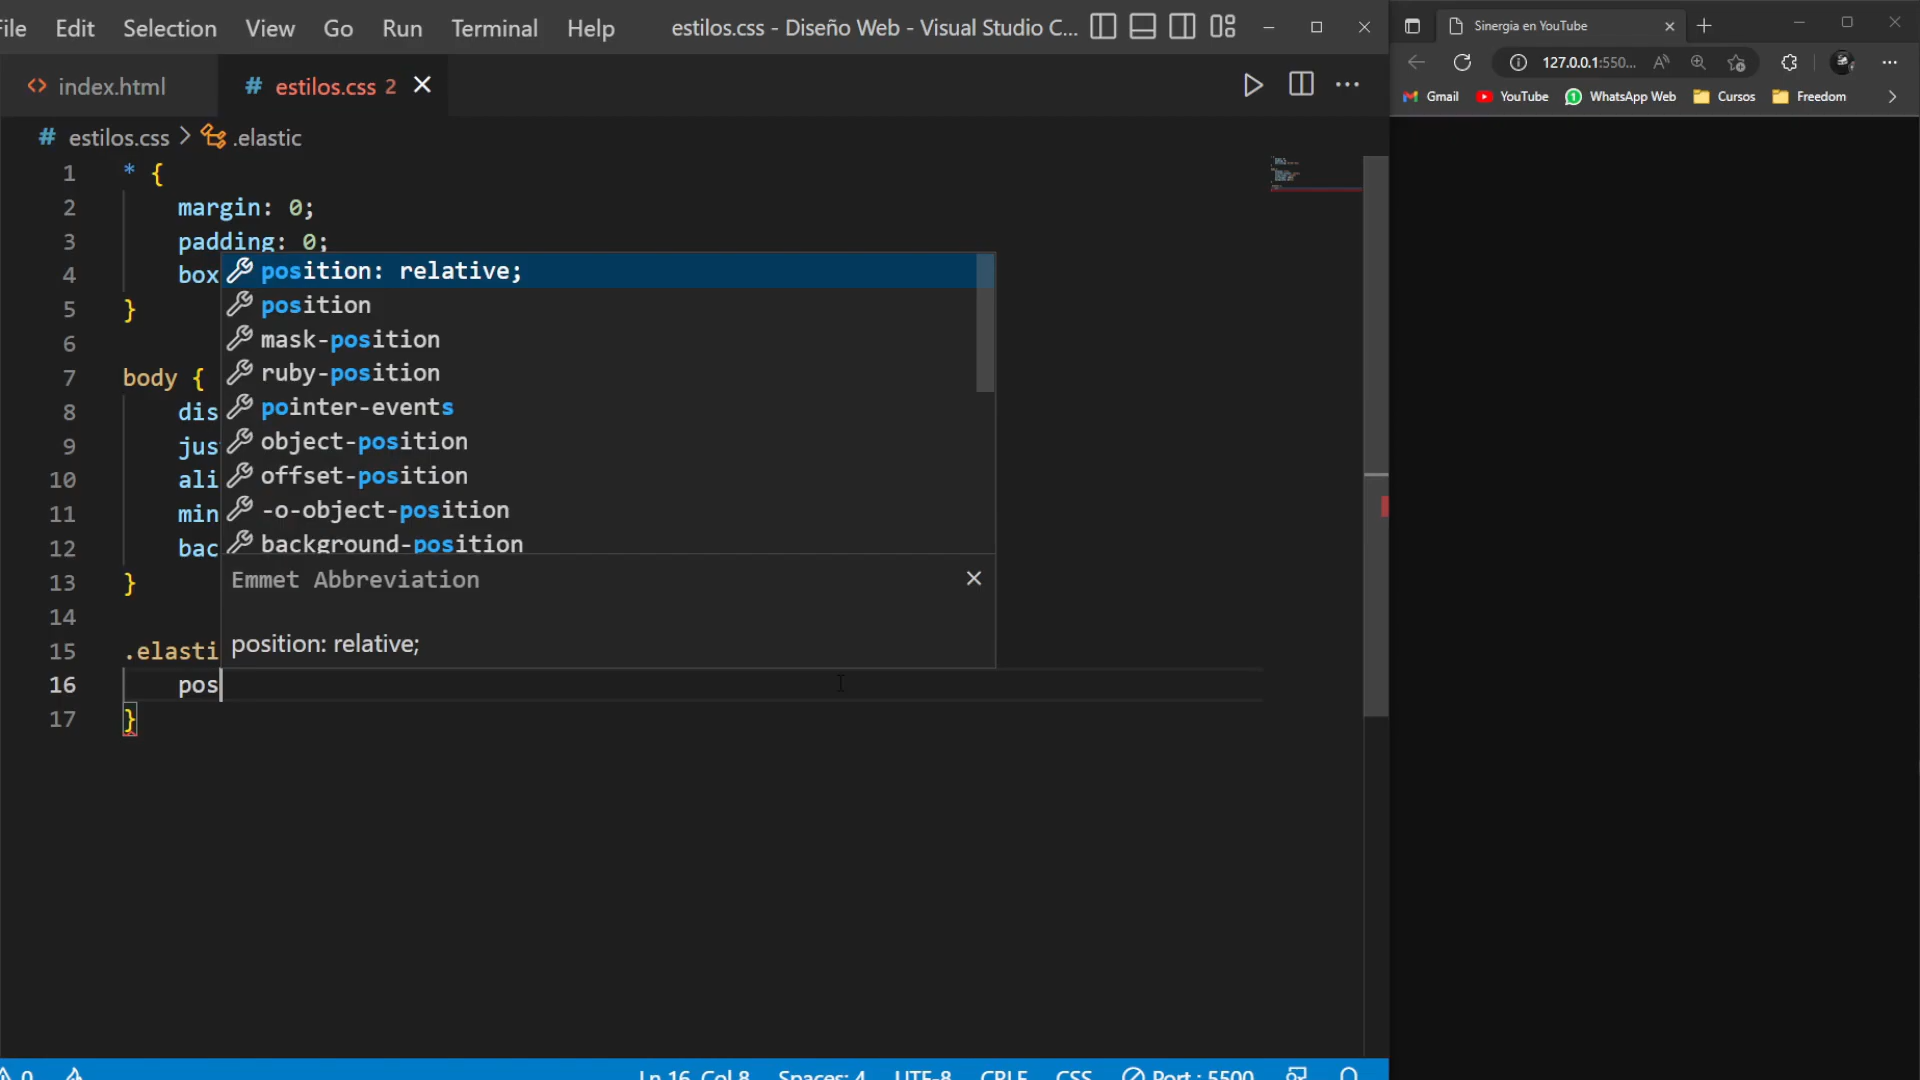 File Edit Selection View Go Run Terminal Help estilos.css - Diseño Web - Visual Studio C...
index.html # estilos.css 2
# estilos.css > .elastic
1 * {
2 margin: 0;
3 padding: 0;
4 box
5 }
6
7 body {
8 dis
9 jus
10 ali
11 min
12 bac
13 }
14
15 .elasti
16 pos
17 }
position: relative;
position
mask-position
ruby-position
pointer-events
object-position
offset-position
-o-object-position
background-position
Emmet Abbreviation
position: relative;
0 Ln 16, Col 8 Spaces: 4 UTF-8 CRLF CSS Port : 5500
Sinergia en YouTube
127.0.0.1:550...
Gmail YouTube WhatsApp Web Cursos Freedom